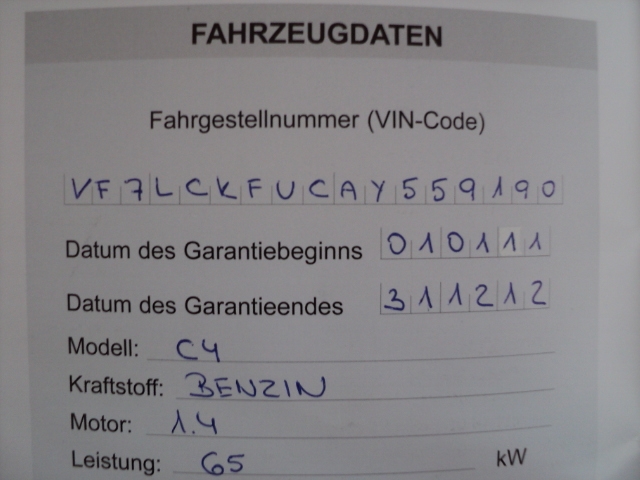 FAHRZEUGDATEN
Fahrgestellnummer (VIN-Code)
VF7LCKFUCAY559190
Datum des Garantiebeginns 010111
Datum des Garantieendes 311212
Modell: C4
Kraftstoff: BENZIN
Motor: 1.4
Leistung: 65 kW